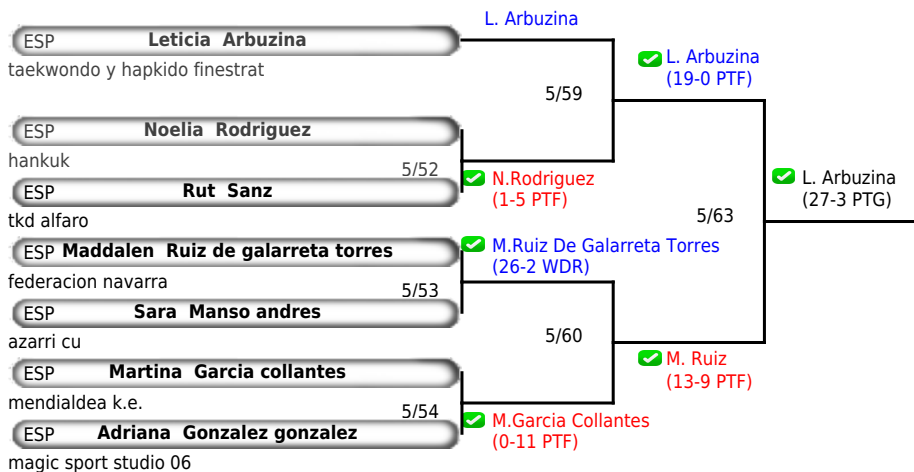 L. Arbuzina
ESP Leticia Arbuzina
taekwondo y hapkido finestrat
L. Arbuzina
(19-0 PTF)
5/59
ESP Noelia Rodriguez
hankuk
5/52
N.Rodriguez
(1-5 PTF)
ESP Rut Sanz
tkd alfaro
L. Arbuzina
(27-3 PTG)
5/63
ESP Maddalen Ruiz de galarreta torres
federacion navarra
M.Ruiz De Galarreta Torres
(26-2 WDR)
5/53
ESP Sara Manso andres
azarri cu
5/60
ESP Martina Garcia collantes
mendialdea k.e.
M. Ruiz
(13-9 PTF)
5/54
M.Garcia Collantes
(0-11 PTF)
ESP Adriana Gonzalez gonzalez
magic sport studio 06